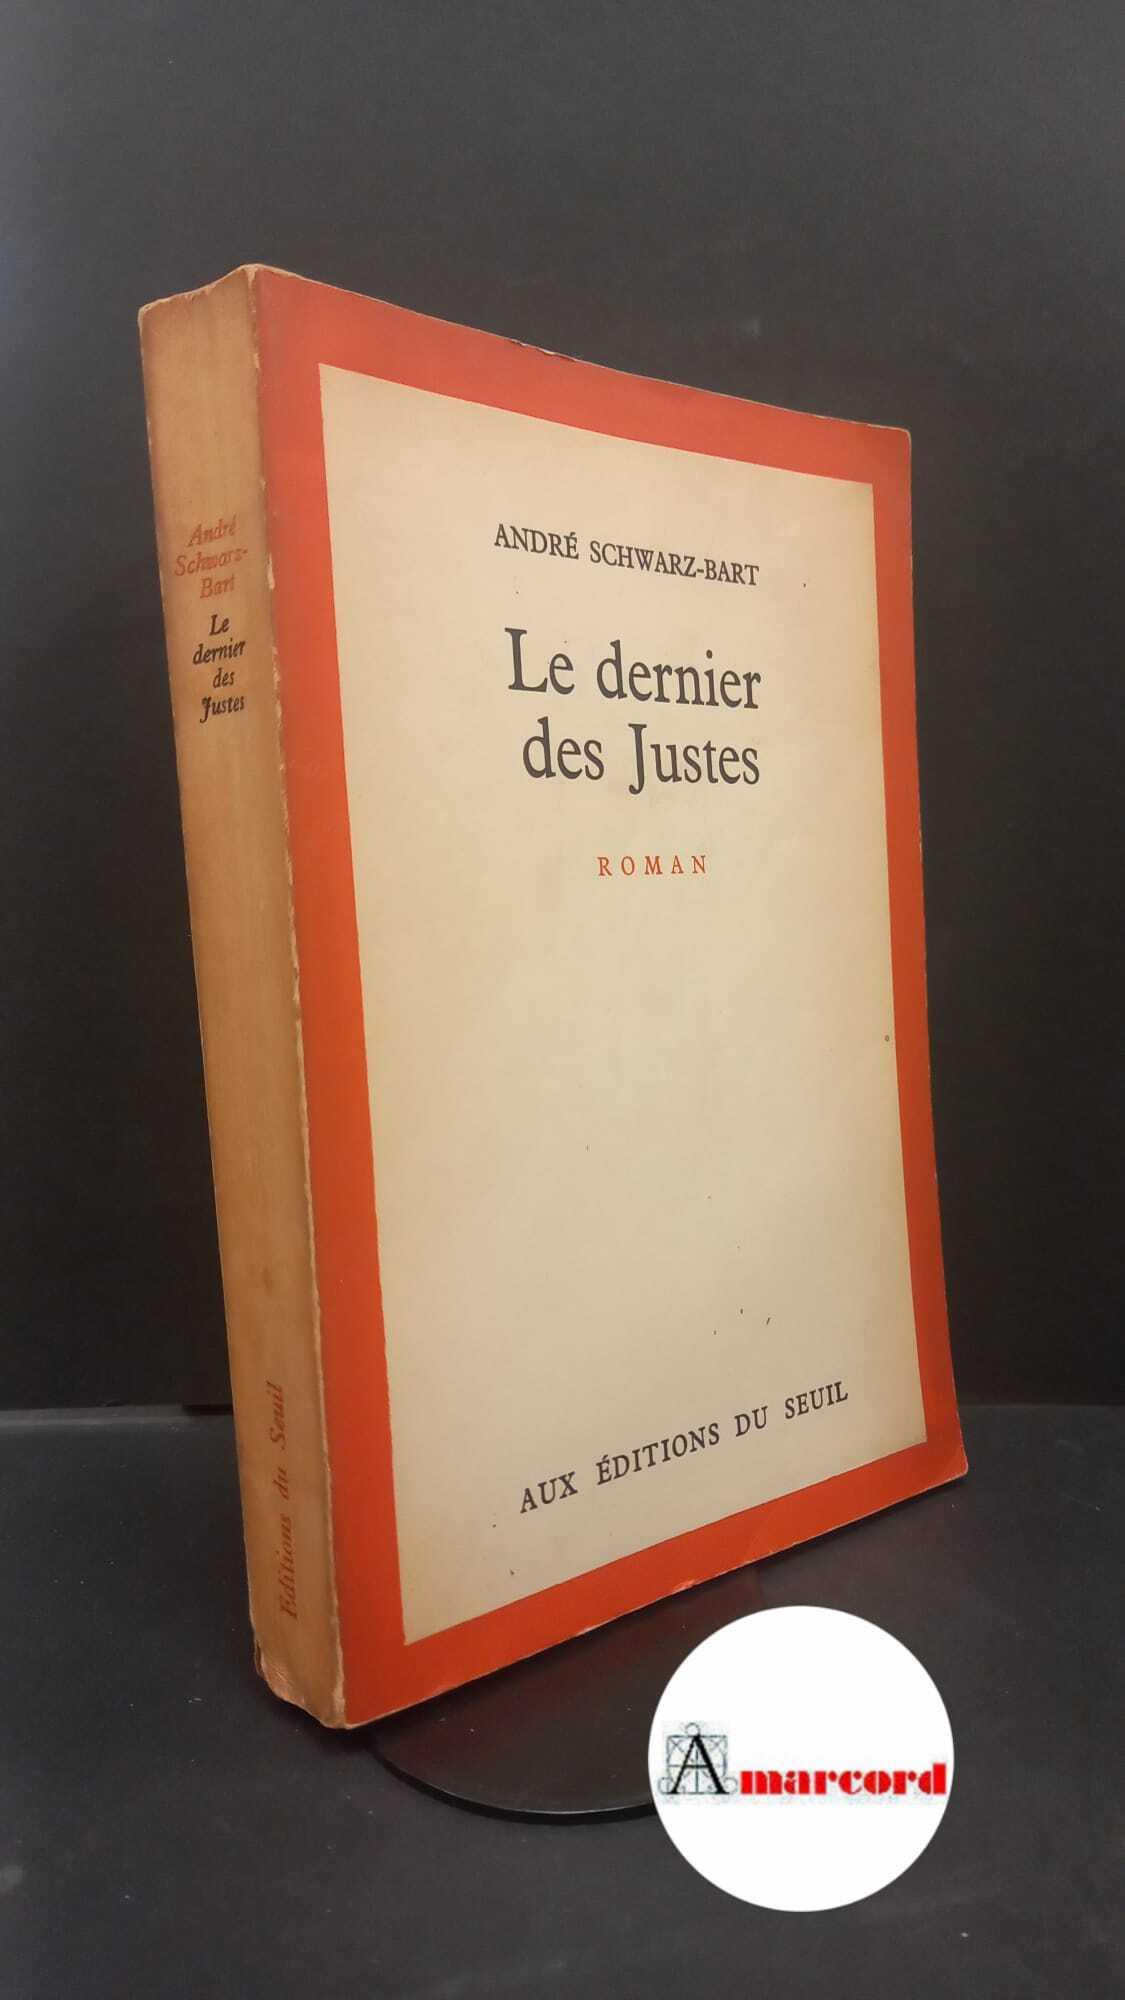 André
Schwarz-
Bart
Le
dernier
des
Justes
Editions du Seuil
ANDRÉ SCHWARZ-BART
Le dernier
des Justes
ROMAN
AUX ÉDITIONS DU SEUIL
Amarcord